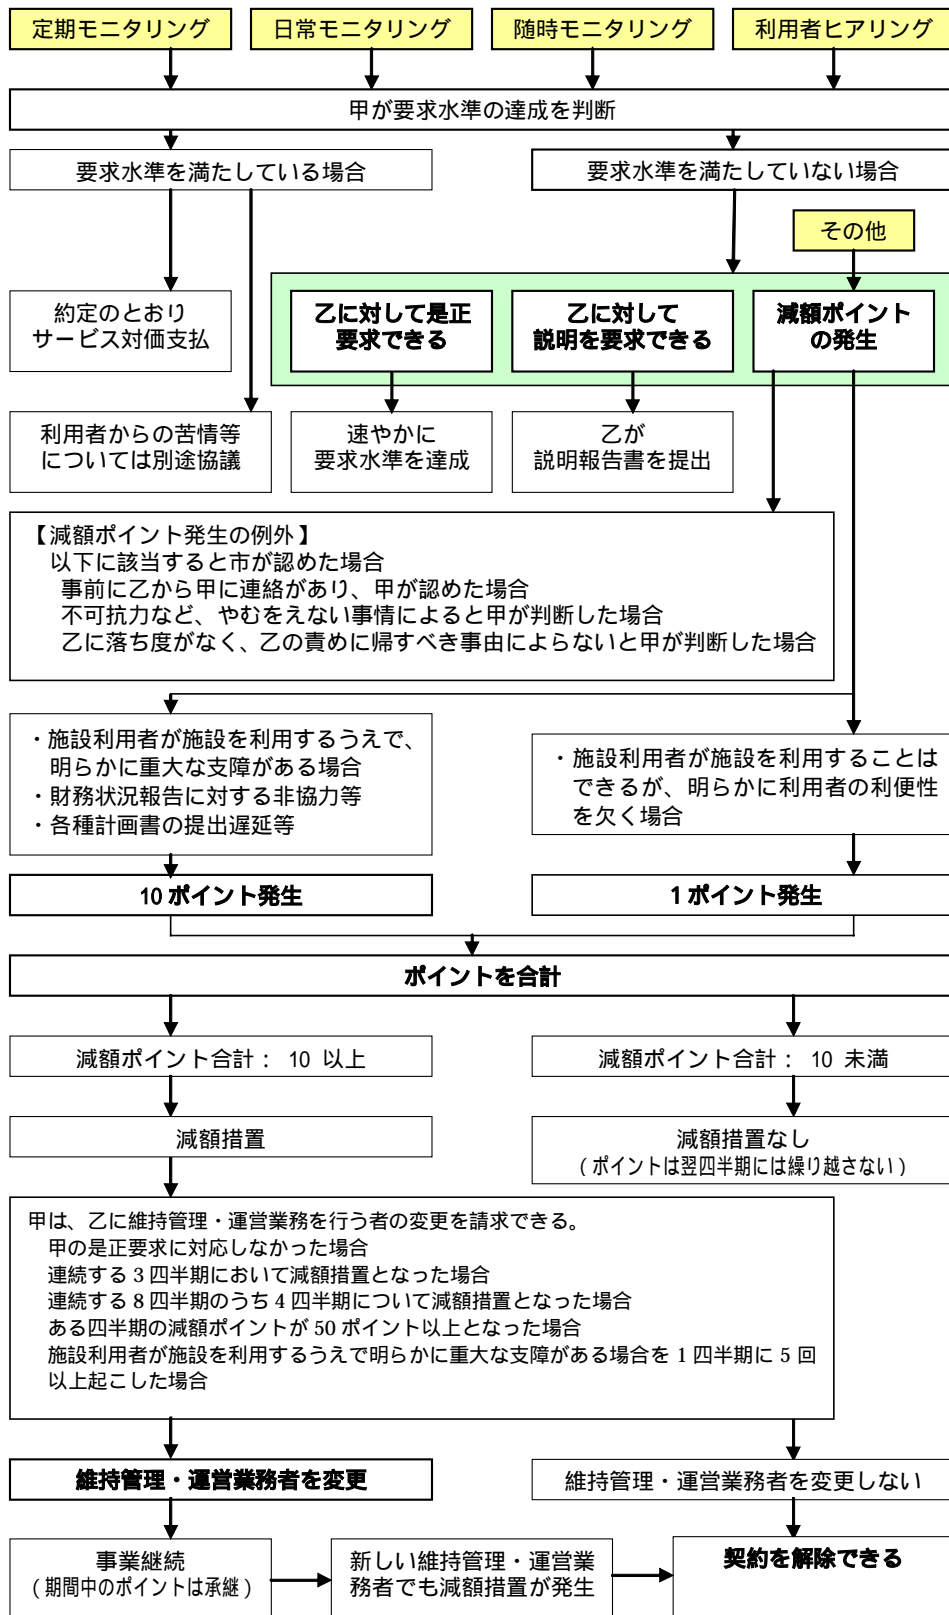 定期モニタリング
日常モニタリング
随時モニタリング
利用者ヒアリング
甲が要求水準の達成を判断
要求水準を満たしている場合
要求水準を満たしていない場合
その他
約定のとおり
サービス対価支払
乙に対して是正
要求できる
乙に対して
説明を要求できる
減額ポイント
の発生
利用者からの苦情等
については別途協議
速やかに
要求水準を達成
乙が
説明報告書を提出
【減額ポイント発生の例外】
以下に該当すると市が認めた場合
事前に乙から甲に連絡があり、甲が認めた場合
不可抗力など、やむをえない事情によると甲が判断した場合
乙に落ち度がなく、乙の責めに帰すべき事由によらないと甲が判断した場合
・施設利用者が施設を利用するうえで、
明らかに重大な支障がある場合
・財務状況報告に対する非協力等
・各種計画書の提出遅延等
・施設利用者が施設を利用することは
できるが、明らかに利用者の利便性
を欠く場合
10 ポイント発生
1 ポイント発生
ポイントを合計
減額ポイント合計： 10 以上
減額ポイント合計： 10 未満
減額措置
減額措置なし
（ポイントは翌四半期には繰り越さない）
甲は、乙に維持管理・運営業務を行う者の変更を請求できる。
甲の是正要求に対応しなかった場合
連続する 3 四半期において減額措置となった場合
連続する 8 四半期のうち 4 四半期について減額措置となった場合
ある四半期の減額ポイントが 50 ポイント以上となった場合
施設利用者が施設を利用するうえで明らかに重大な支障がある場合を 1 四半期に 5 回
以上起こした場合
維持管理・運営業務者を変更
維持管理・運営業務者を変更しない
事業継続
（期間中のポイントは承継）
新しい維持管理・運営業
務者でも減額措置が発生
契約を解除できる